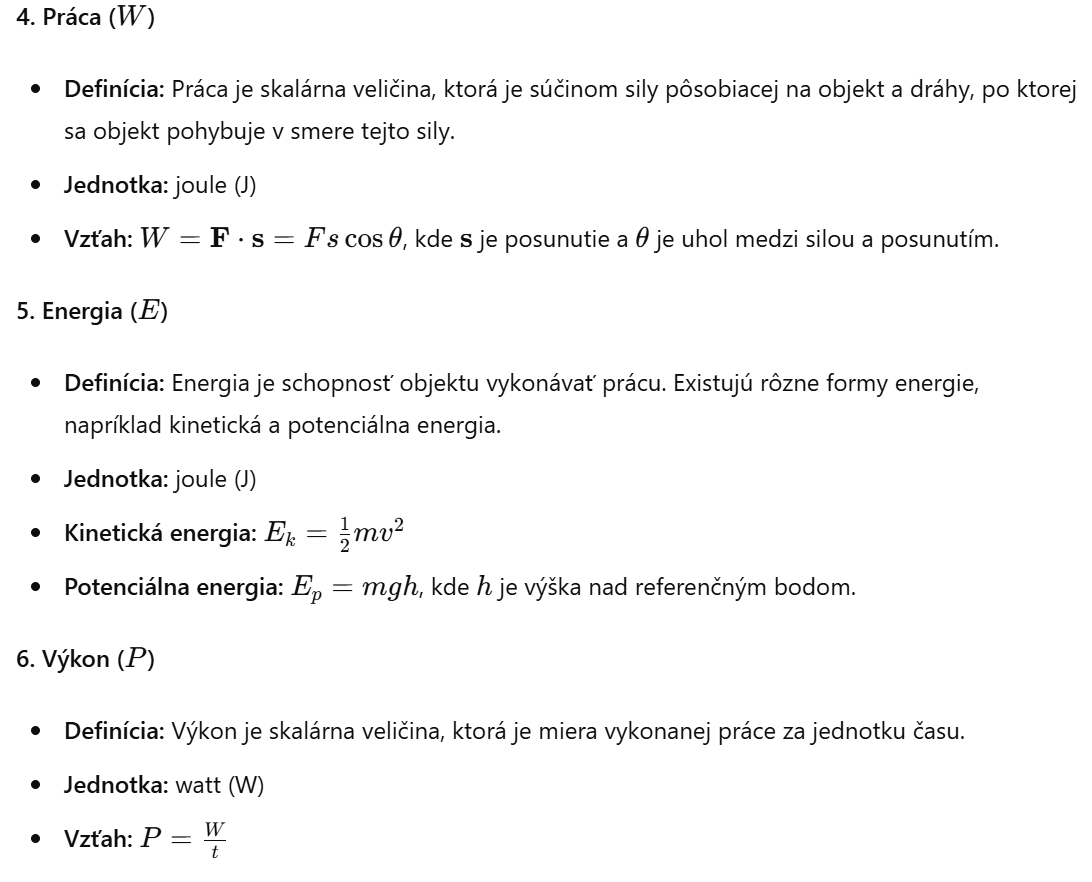 4. Práca (W)
• Definícia: Práca je skalárna veličina, ktorá je súčinom sily pôsobiacej na objekt a dráhy, po ktorej
sa objekt pohybuje v smere tejto sily.
• Jednotka: joule (J)
• Vzťah: W = F · s = Fs cos θ, kde s je posunutie a θ je uhol medzi silou a posunutím.
5. Energia (E)
• Definícia: Energia je schopnosť objektu vykonávať prácu. Existujú rôzne formy energie,
napríklad kinetická a potenciálna energia.
• Jednotka: joule (J)
• Kinetická energia: Eₖ = ½mv²
• Potenciálna energia: Eₚ = mgh, kde h je výška nad referenčným bodom.
6. Výkon (P)
• Definícia: Výkon je skalárna veličina, ktorá je miera vykonanej práce za jednotku času.
• Jednotka: watt (W)
• Vzťah: P = W/t